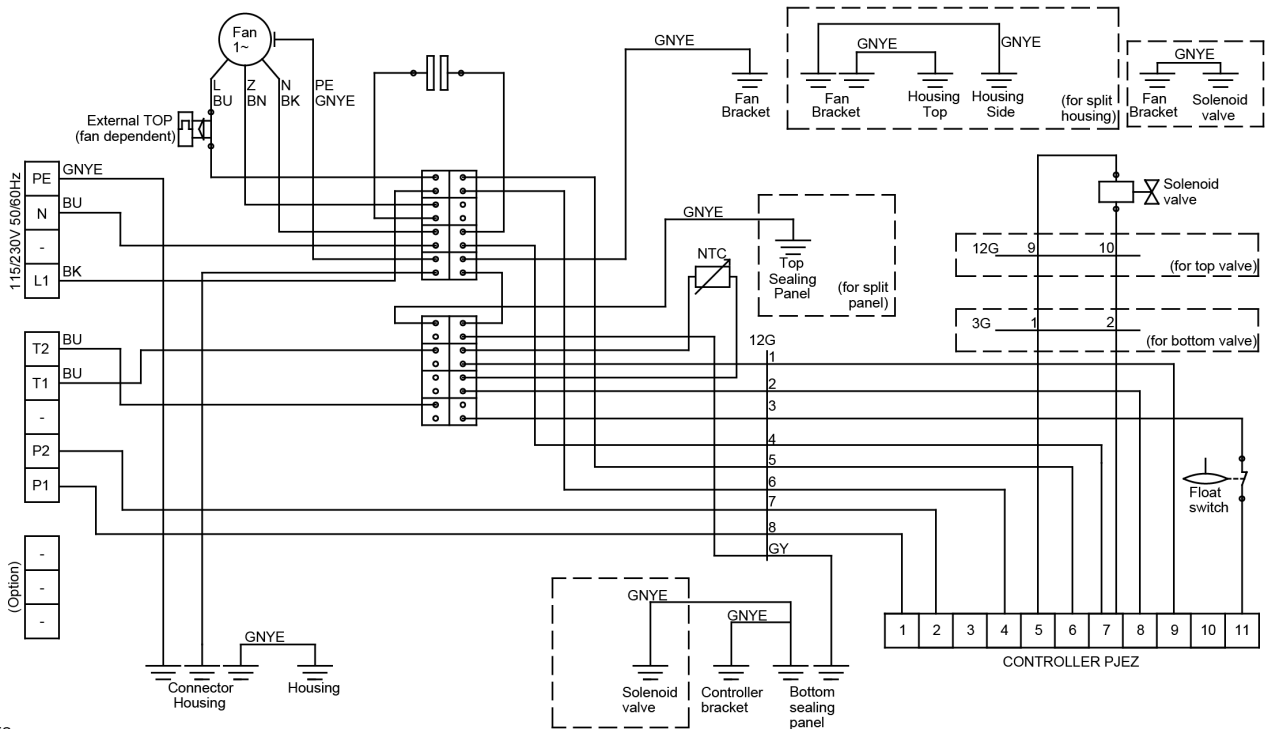 Fan
1~
L
BU
Z
BN
N
BK
PE
GNYE
External TOP
(fan dependent)
GNYE
Fan
Bracket
GNYE
GNYE
Fan
Bracket
Housing
Top
Housing
Side
(for split
housing)
GNYE
Fan
Bracket
Solenoid
valve
115/230V 50/60Hz
PE
GNYE
N
BU
-
L1
BK
T2
BU
T1
BU
-
P2
P1
(Option)
-
-
-
GNYE
Top
Sealing
Panel
(for split
panel)
NTC
Solenoid
valve
12G
9
10
(for top valve)
3G
1
2
(for bottom valve)
12G
1
2
3
4
5
6
7
8
GY
Float
switch
GNYE
Connector
Housing
Housing
GNYE
GNYE
Solenoid
valve
Controller
bracket
Bottom
sealing
panel
1
2
3
4
5
6
7
8
9
10
11
CONTROLLER PJEZ